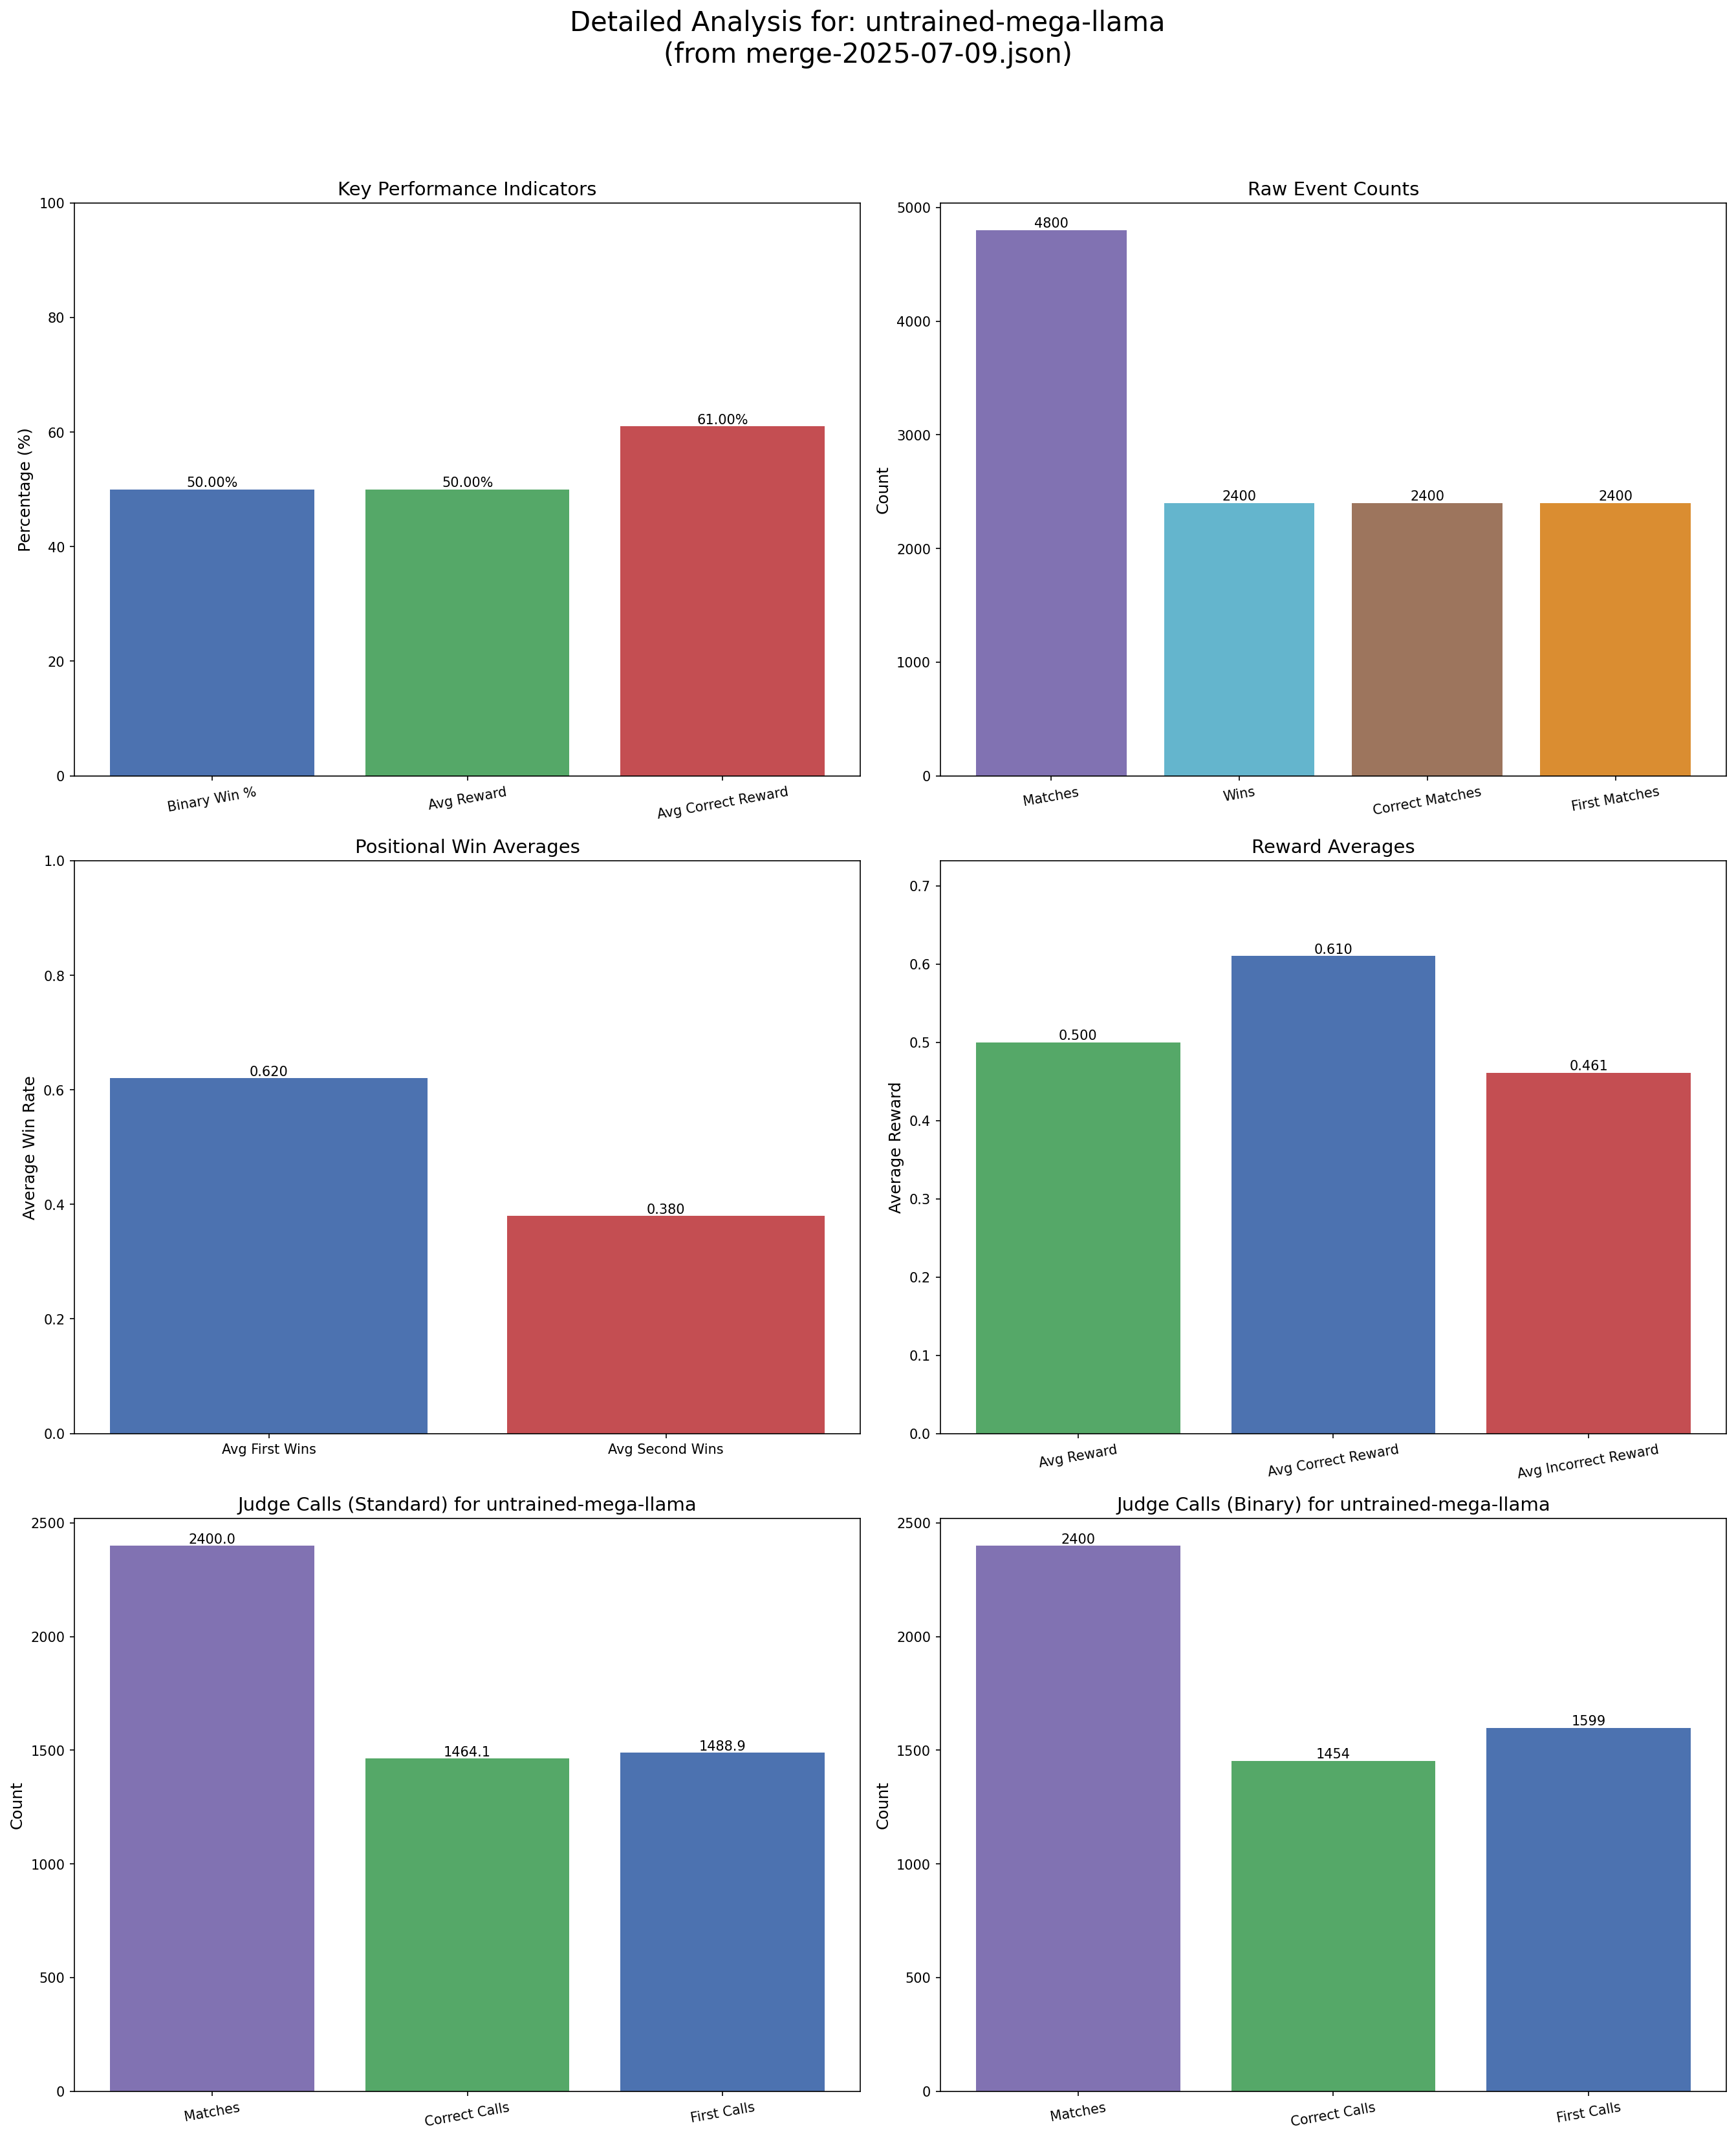 Detailed Analysis for: untrained-mega-llama
(from merge-2025-07-09.json)
Key Performance Indicators
Percentage (%)
100
80
60
40
20
0
50.00%
50.00%
61.00%
Binary Win %
Avg Reward
Avg Correct Reward
Raw Event Counts
Count
5000
4000
3000
2000
1000
0
4800
2400
2400
2400
Matches
Wins
Correct Matches
First Matches
Positional Win Averages
Average Win Rate
1.0
0.8
0.6
0.4
0.2
0.0
0.620
0.380
Avg First Wins
Avg Second Wins
Reward Averages
Average Reward
0.7
0.6
0.5
0.4
0.3
0.2
0.1
0.0
0.500
0.610
0.461
Avg Reward
Avg Correct Reward
Avg Incorrect Reward
Judge Calls (Standard) for untrained-mega-llama
Count
2500
2000
1500
1000
500
0
2400.0
1464.1
1488.9
Matches
Correct Calls
First Calls
Judge Calls (Binary) for untrained-mega-llama
Count
2500
2000
1500
1000
500
0
2400
1454
1599
Matches
Correct Calls
First Calls